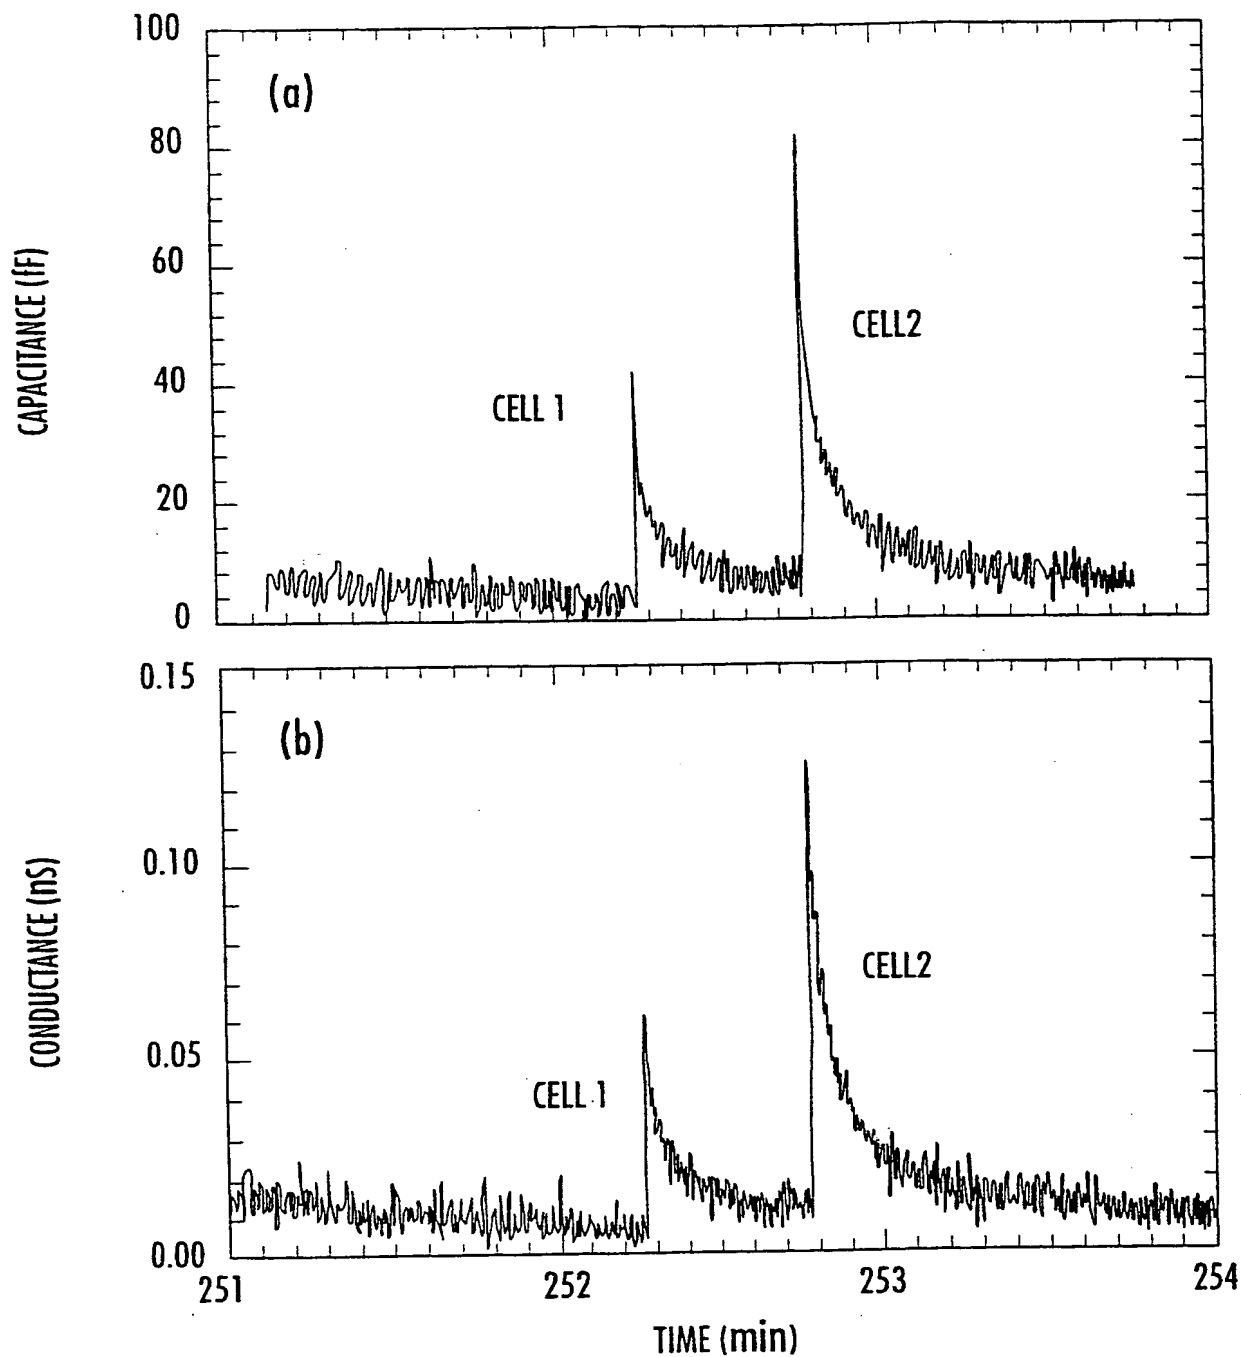 100
(a)
80
60
CAPACITANCE (fF)
CELL2
40
CELL 1
20
0
0.15
(b)
0.10
CONDUCTANCE (nS)
CELL2
0.05
CELL 1
0.00
251
252
253
254
TIME (min)